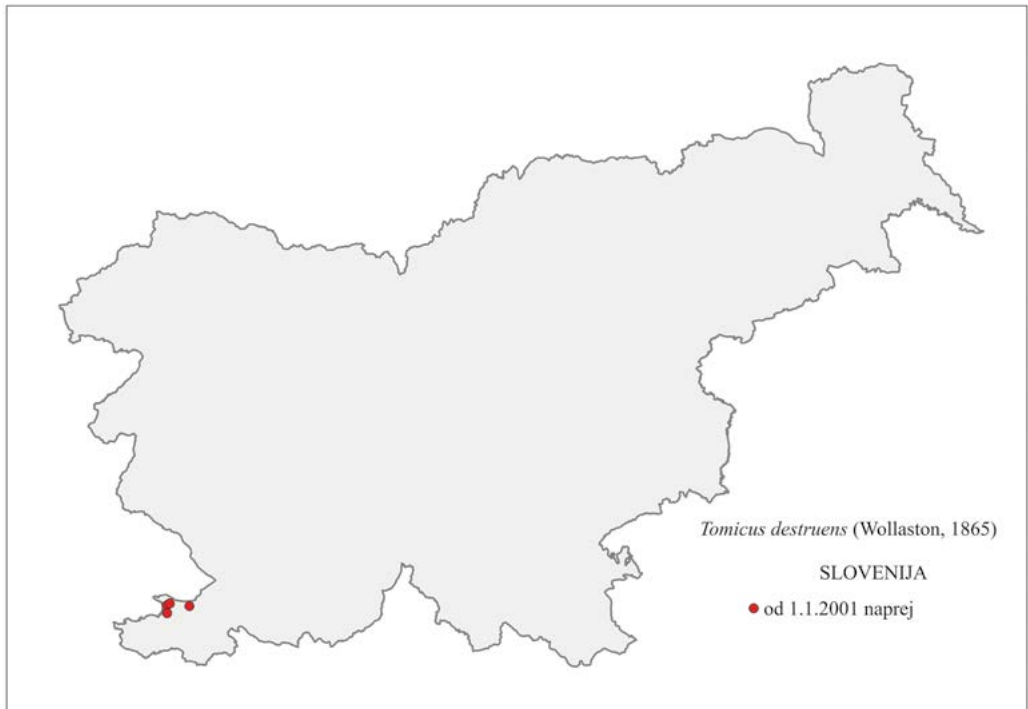 Tomicus destruens (Wollaston, 1865)
SLOVENIJA
od 1.1.2001 naprej